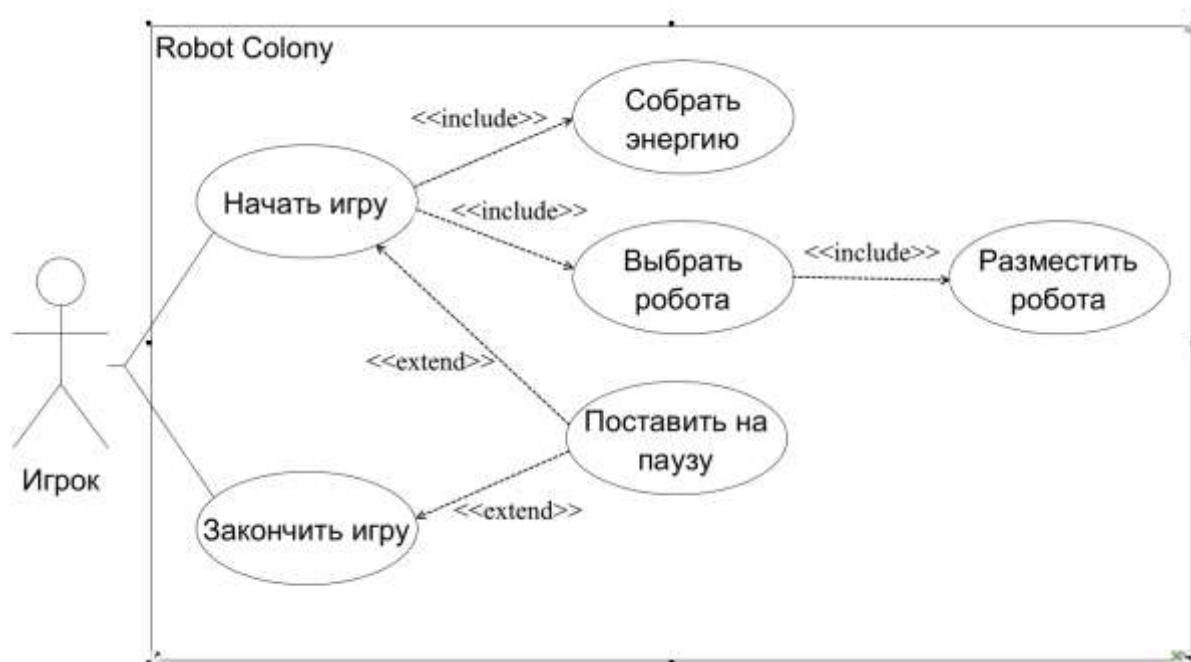 Robot Colony
Собрать
энергию
<<include>>
Начать игру
<<include>>
Выбрать
робота
<<include>>
Разместить
робота
<<extend>>
Поставить на
паузу
Игрок
<<extend>>
Закончить игру